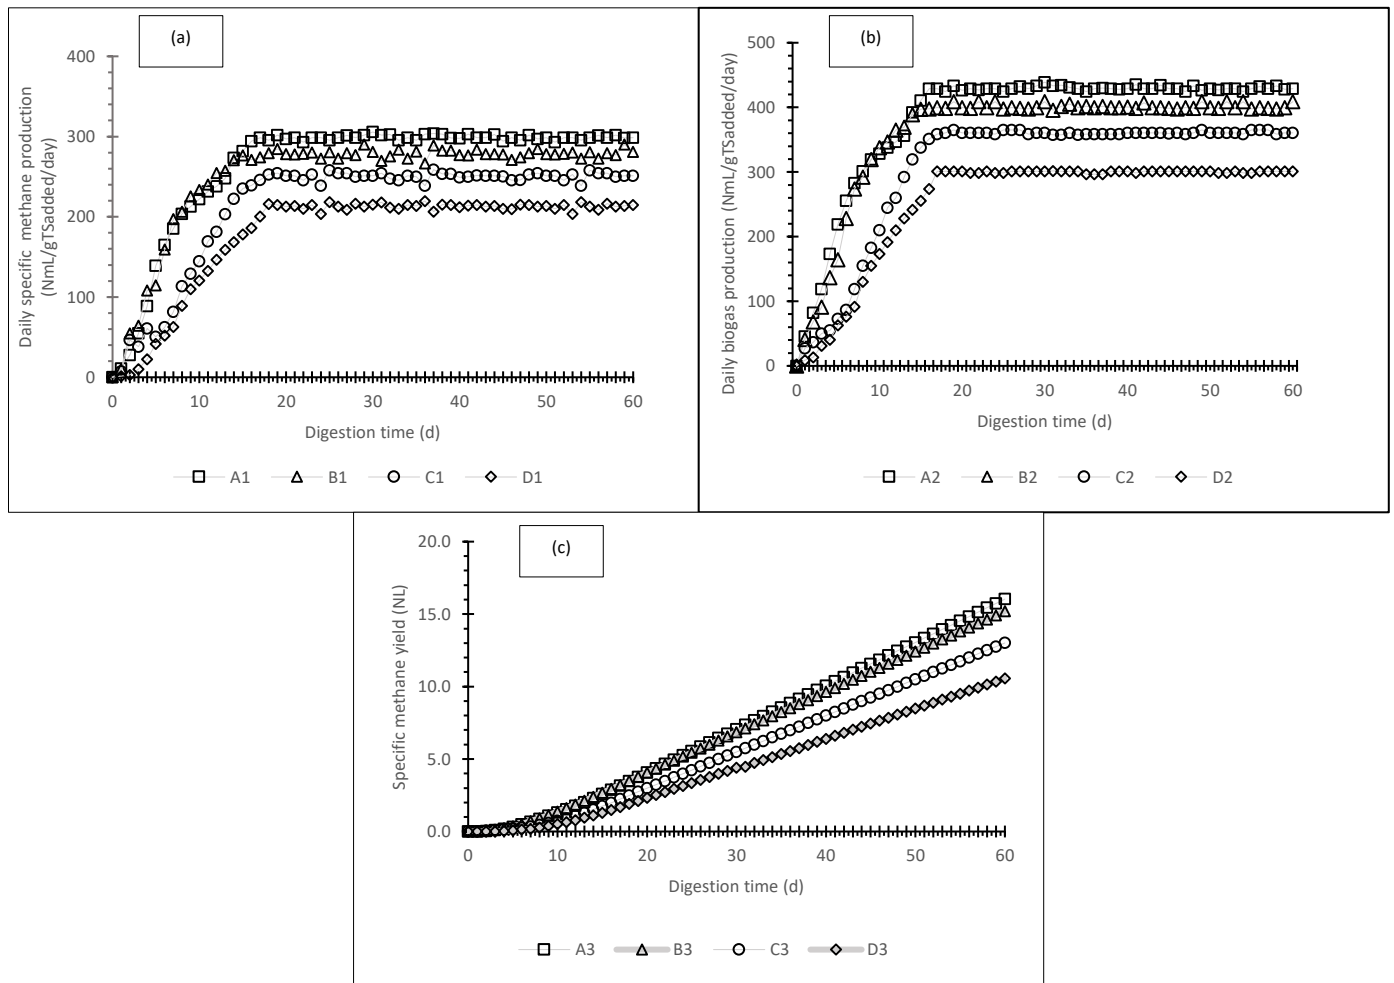 (a)
Daily specific methane production
(NmL/gTSadded/day)
400
300
200
100
0
0 10 20 30 40 50 60
Digestion time (d)
A1 B1 C1 D1
(b)
Daily biogas production (NmL/gTSadded/day)
500
400
300
200
100
0
0 10 20 30 40 50 60
Digestion time (d)
A2 B2 C2 D2
(c)
Specific methane yield (NL)
20.0
15.0
10.0
5.0
0.0
0 10 20 30 40 50 60
Digestion time (d)
A3 B3 C3 D3